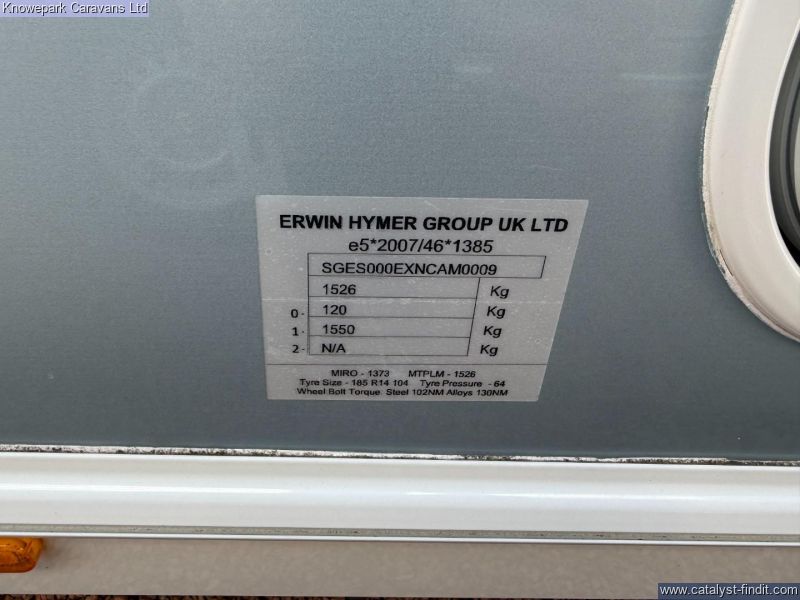 Knowepark Caravans Ltd
ERWIN HYMER GROUP UK LTD
e5*2007/46*1385
SGES000EXNCAM0009
1526 Kg
0- 120 Kg
1- 1550 Kg
2- N/A Kg
MIRO - 1373 MTPLM - 1526
Tyre Size - 185 R14 104 Tyre Pressure - 64
Wheel Bolt Torque Steel 102NM Alloys 130NM
www.catalyst-findit.com